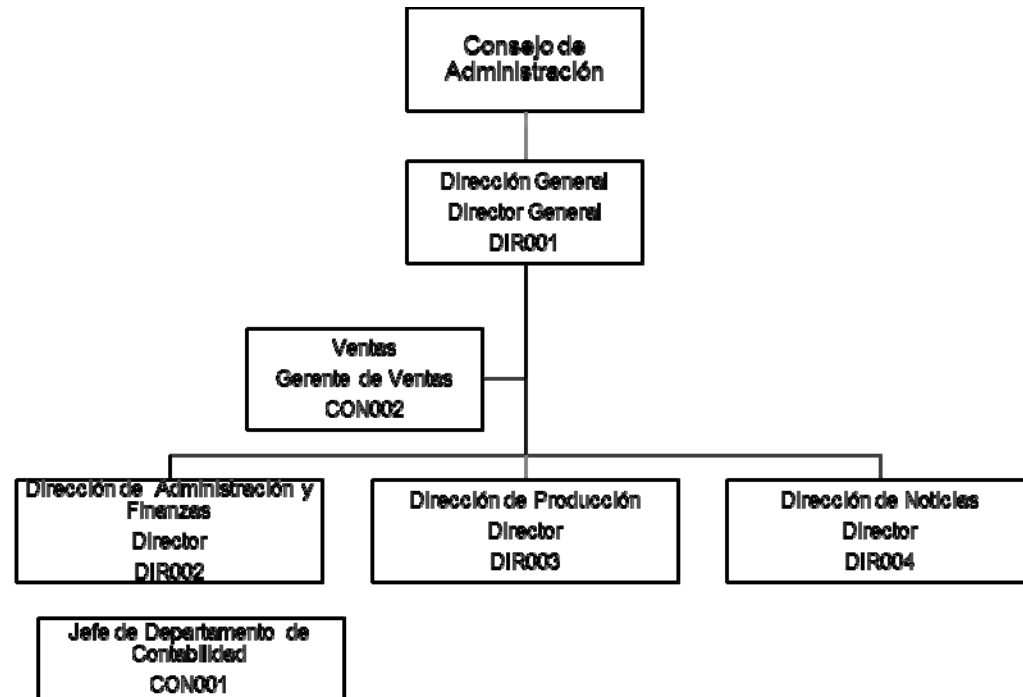 Consejo de
Administración
Dirección General
Director General
DIR001
Ventas
Gerente de Ventas
CON002
Dirección de Administración y
Finanzas
Director
DIR002
Dirección de Producción
Director
DIR003
Dirección de Noticias
Director
DIR004
Jefe de Departamento de
Contabilidad
CON001